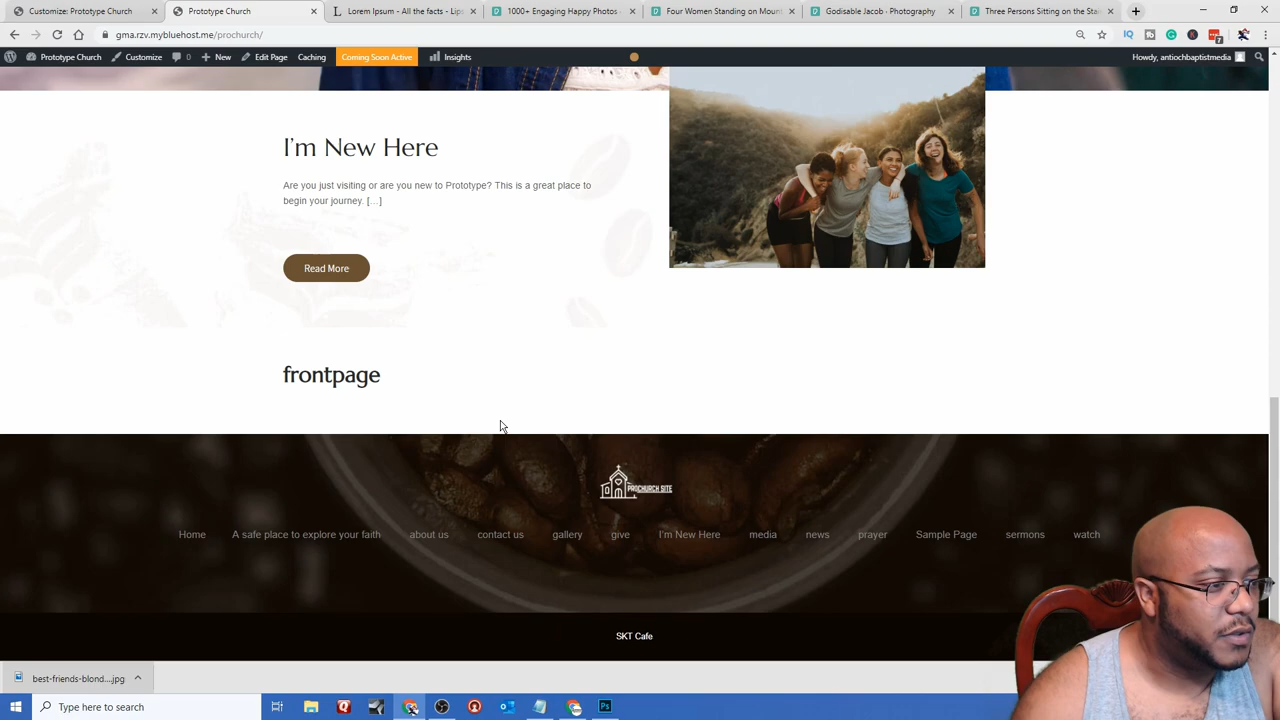 Customize: Prototype Church
Prototype Church
Lorem Ipsum - All the facts - Lip
1000+ Engaging Happy Photos
Four Women Standing on Moun
Godisable Jacob - Photography
Three Persons Sitting on the Sta
gma.rzv.mybluehost.me/prochurch/
7
Prototype Church
Customize
0
New
Edit Page
Caching
Coming Soon Active
Insights
Howdy, antiochbaptistmedia
I'm New Here
Are you just visiting or are you new to Prototype? This is a great place to
begin your journey. [...]
Read More
frontpage
PROCHURCH SITE
Home
A safe place to explore your faith
about us
contact us
gallery
give
I'm New Here
media
news
prayer
Sample Page
sermons
watch
SKT Cafe
best-friends-blond....jpg
Type here to search
Ps